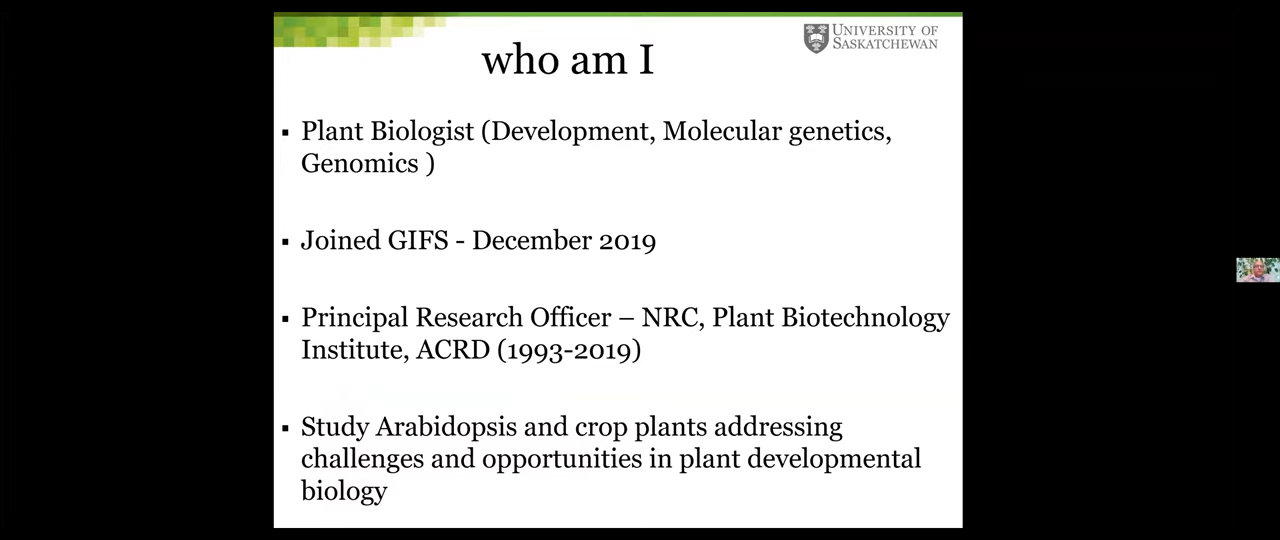 UNIVERSITY OF
SASKATCHEWAN
who am I
▪ Plant Biologist (Development, Molecular genetics,
Genomics )
▪ Joined GIFS - December 2019
▪ Principal Research Officer – NRC, Plant Biotechnology
Institute, ACRD (1993-2019)
▪ Study Arabidopsis and crop plants addressing
challenges and opportunities in plant developmental
biology